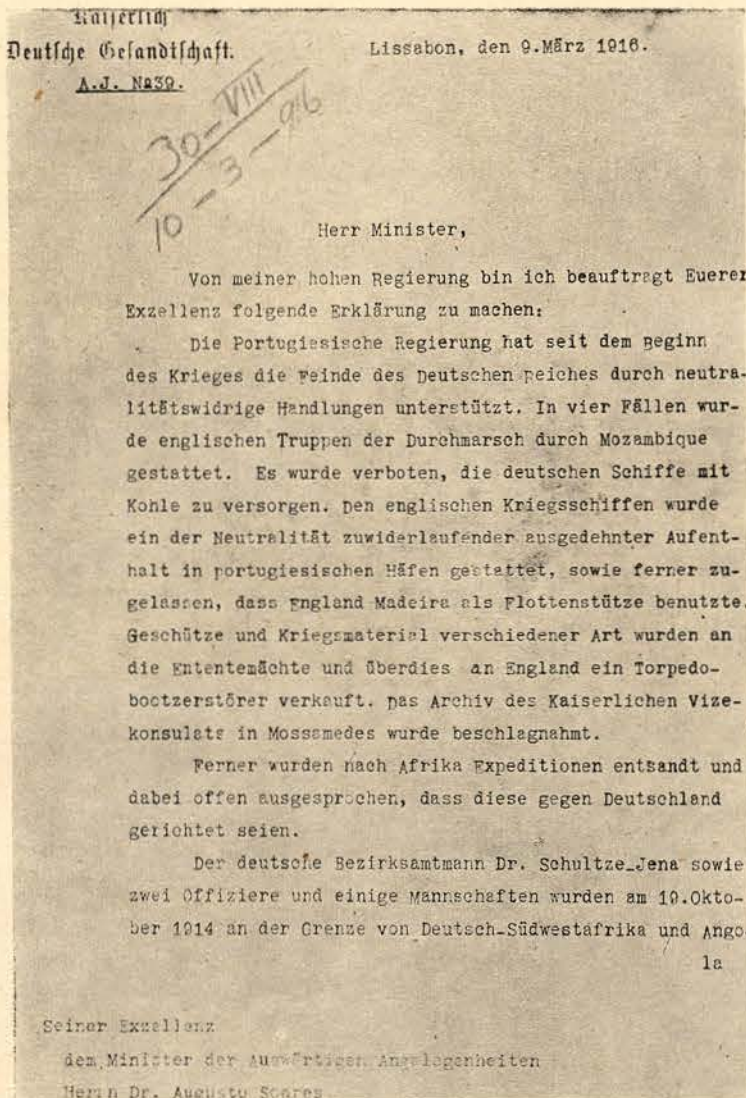 Kaiserlich
Deutsche Gesandtschaft.
Lissabon, den 9.März 1916.
A.J. №39.
30-VIII
10-3-916
Herr Minister,
Von meiner hohen Regierung bin ich beauftragt Euerer
Exzellenz folgende Erklärung zu machen:
Die Portugiesische Regierung hat seit dem Beginn
des Krieges die Feinde des Deutschen Reiches durch neutra-
litätswidrige Handlungen unterstützt. In vier Fällen wur-
de englischen Truppen der Durchmarsch durch Mozambique
gestattet. Es wurde verboten, die deutschen Schiffe mit
Kohle zu versorgen. Den englischen Kriegsschiffen wurde
ein der Neutralität zuwiderlaufender ausgedehnter Aufent-
halt in portugiesischen Häfen gestattet, sowie ferner zu-
gelassen, dass England Madeira als Flottenstütze benutzte.
Geschütze und Kriegsmaterial verschiedener Art wurden an
die Ententemächte und überdies an England ein Torpedo-
bootzerstörer verkauft. Das Archiv des Kaiserlichen Vize-
konsulats in Mossamedes wurde beschlagnahmt.
Ferner wurden nach Afrika Expeditionen entsandt und
dabei offen ausgesprochen, dass diese gegen Deutschland
gerichtet seien.
Der deutsche Bezirksamtmann Dr. Schultze-Jena sowie
zwei Offiziere und einige Mannschaften wurden am 19.Okto-
ber 1914 an der Grenze von Deutsch-Südwestafrika und Ango
la
Seiner Exzellenz
dem Minister der Auswärtigen Angelegenheiten
Herrn Dr. Augusto Soares